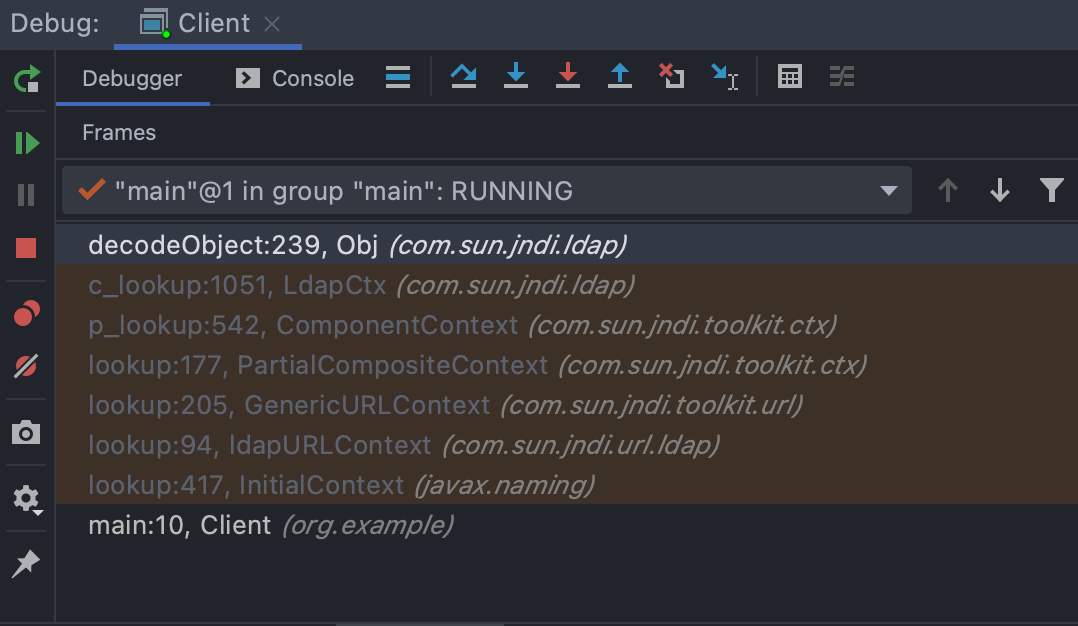 Debug: Client
Debugger Console
Frames
"main"@1 in group "main": RUNNING
decodeObject:239, Obj (com.sun.jndi.ldap)
c_lookup:1051, LdapCtx (com.sun.jndi.ldap)
p_lookup:542, ComponentContext (com.sun.jndi.toolkit.ctx)
lookup:177, PartialCompositeContext (com.sun.jndi.toolkit.ctx)
lookup:205, GenericURLContext (com.sun.jndi.toolkit.url)
lookup:94, ldapURLContext (com.sun.jndi.url.ldap)
lookup:417, InitialContext (javax.naming)
main:10, Client (org.example)